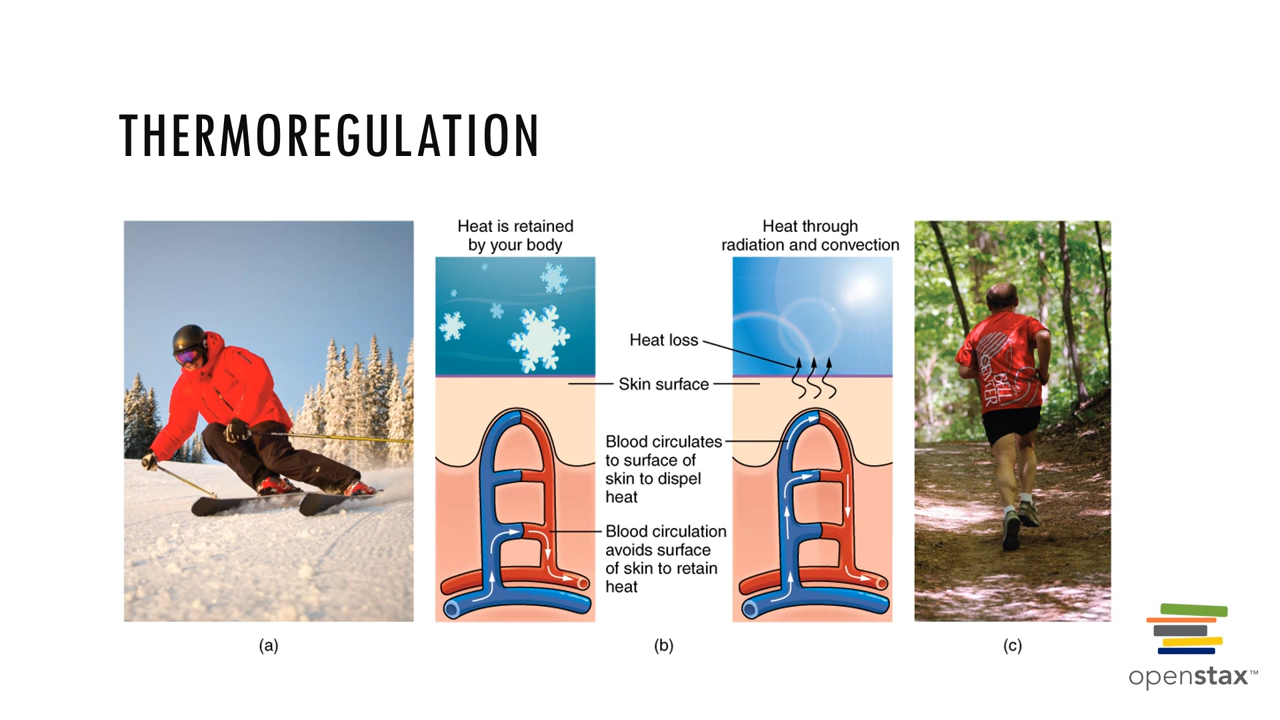 THERMOREGULATION
Heat is retained
by your body
Heat through
radiation and convection
Heat loss
Skin surface
Blood circulates
to surface of
skin to dispel
heat
Blood circulation
avoids surface
of skin to retain
heat
(a)
(b)
(c)
openstax™